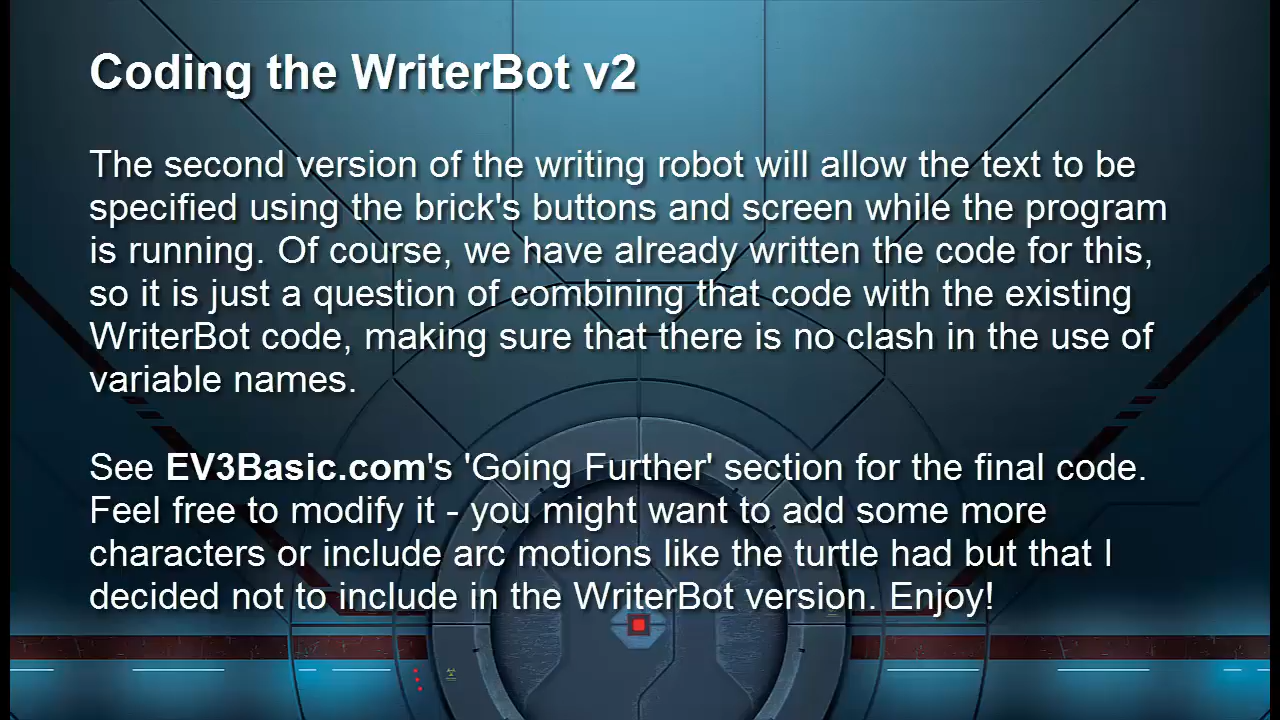 Coding the WriterBot v2
The second version of the writing robot will allow the text to be
specified using the brick's buttons and screen while the program
is running. Of course, we have already written the code for this,
so it is just a question of combining that code with the existing
WriterBot code, making sure that there is no clash in the use of
variable names.
See EV3Basic.com's 'Going Further' section for the final code.
Feel free to modify it - you might want to add some more
characters or include arc motions like the turtle had but that I
decided not to include in the WriterBot version. Enjoy!